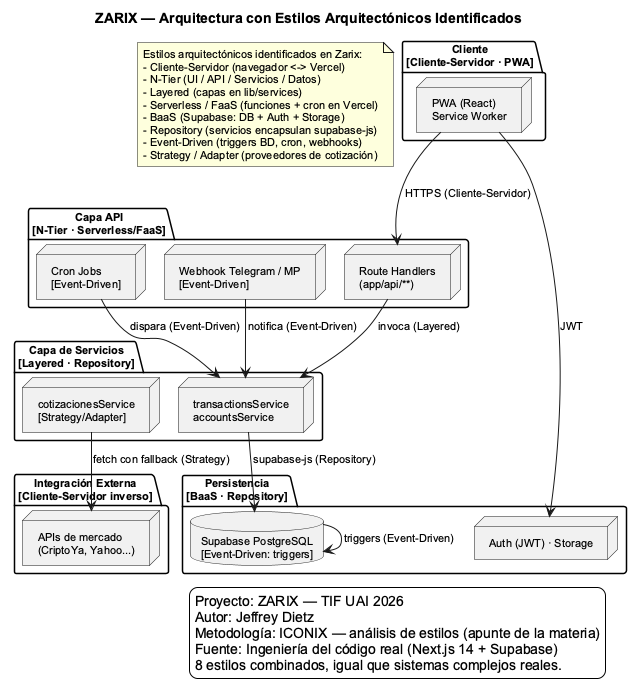 ZARIX — Arquitectura con Estilos Arquitectónicos Identificados
Estilos arquitectónicos identificados en Zarix:
- Cliente-Servidor (navegador <-> Vercel)
- N-Tier (UI / API / Servicios / Datos)
- Layered (capas en lib/services)
- Serverless / FaaS (funciones + cron en Vercel)
- BaaS (Supabase: DB + Auth + Storage)
- Repository (servicios encapsulan supabase-js)
- Event-Driven (triggers BD, cron, webhooks)
- Strategy / Adapter (proveedores de cotización)
Cliente
[Cliente-Servidor · PWA]
PWA (React)
Service Worker
HTTPS (Cliente-Servidor)
Capa API
[N-Tier · Serverless/FaaS]
Cron Jobs
[Event-Driven]
Webhook Telegram / MP
[Event-Driven]
Route Handlers
(app/api/**)
dispara (Event-Driven)
notifica (Event-Driven)
invoca (Layered)
JWT
Capa de Servicios
[Layered · Repository]
cotizacionesService
[Strategy/Adapter]
transactionsService
accountsService
fetch con fallback (Strategy)
supabase-js (Repository)
Integración Externa
[Cliente-Servidor inverso]
APIs de mercado
(CriptoYa, Yahoo...)
Persistencia
[BaaS · Repository]
Supabase PostgreSQL
[Event-Driven: triggers]
triggers (Event-Driven)
Auth (JWT) · Storage
Proyecto: ZARIX — TIF UAI 2026
Autor: Jeffrey Dietz
Metodología: ICONIX — análisis de estilos (apunte de la materia)
Fuente: Ingeniería del código real (Next.js 14 + Supabase)
8 estilos combinados, igual que sistemas complejos reales.